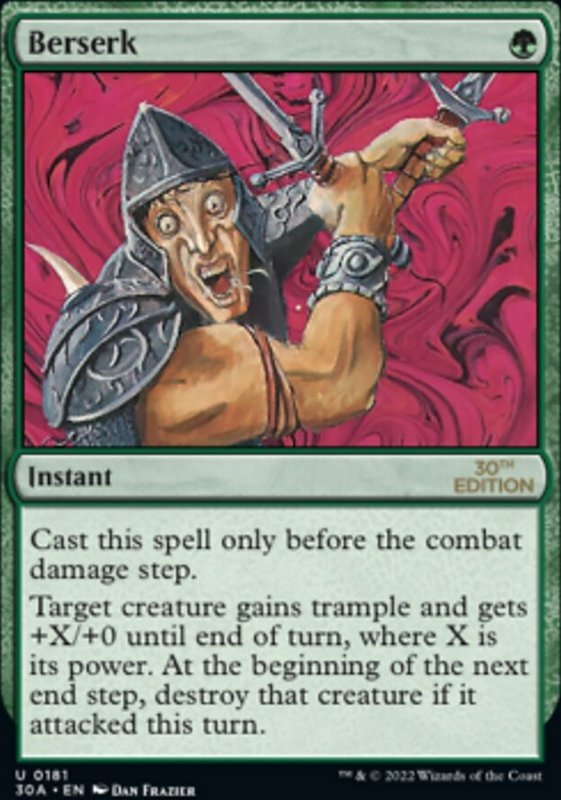 Berserk
Instant
30TH
EDITION
Cast this spell only before the combat
damage step.
Target creature gains trample and gets
+X/+0 until end of turn, where X is
its power. At the beginning of the next
end step, destroy that creature if it
attacked this turn.
U 0181
30A • EN DAN FRAZIER
™ & © 2022 Wizards of the Coast